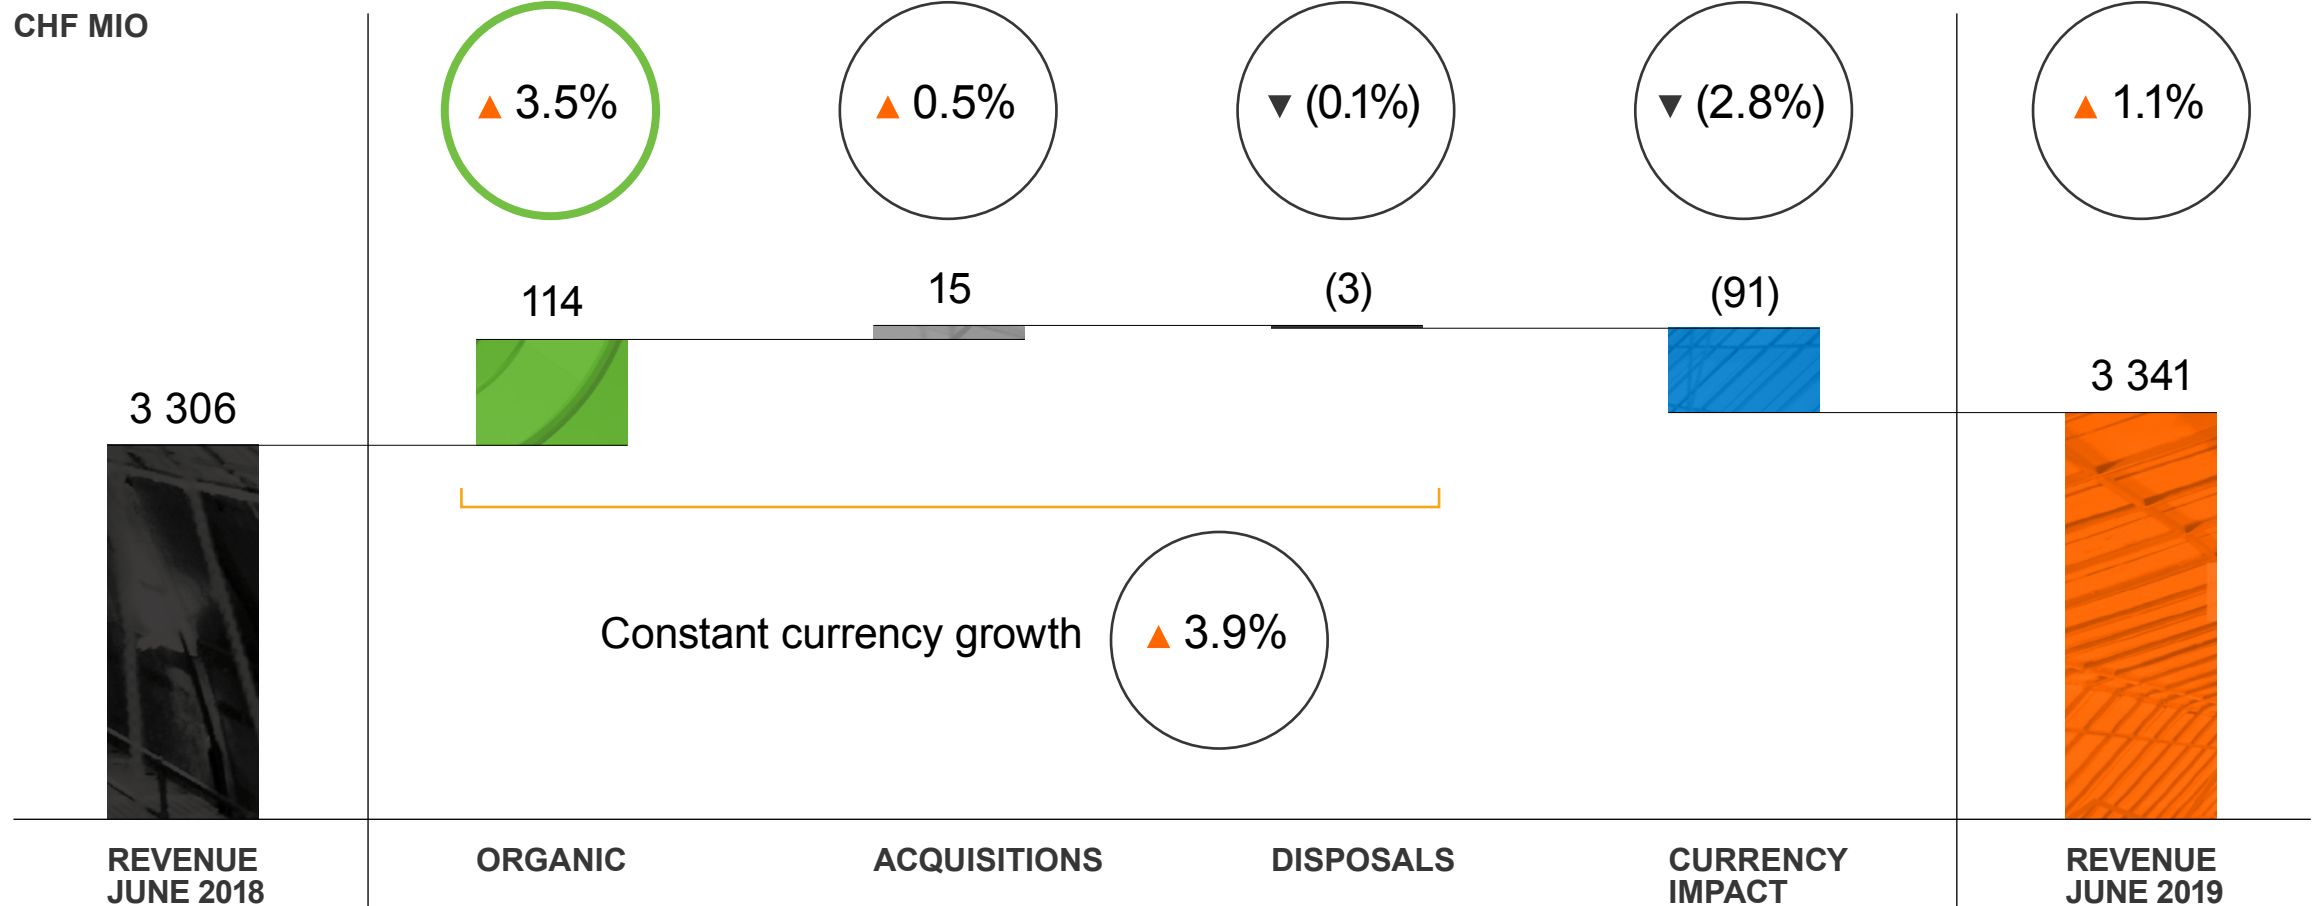 CHF MIO
▲ 3.5%
▲ 0.5%
▼ (0.1%)
▼ (2.8%)
▲ 1.1%
3 306
114
15
(3)
(91)
3 341
Constant currency growth ▲ 3.9%
REVENUE
JUNE 2018
ORGANIC
ACQUISITIONS
DISPOSALS
CURRENCY
IMPACT
REVENUE
JUNE 2019